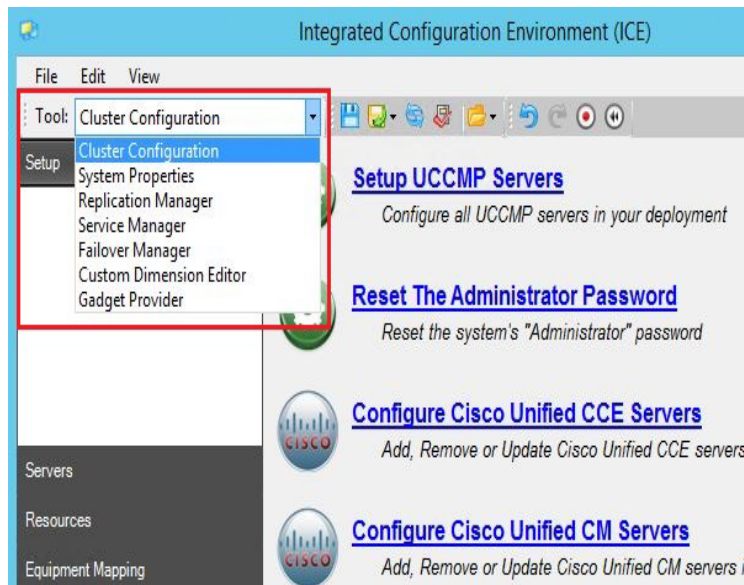 Integrated Configuration Environment (ICE)
File Edit View
Tool: Cluster Configuration
Cluster Configuration
System Properties
Replication Manager
Service Manager
Failover Manager
Custom Dimension Editor
Gadget Provider
Setup
Setup UCCMP Servers
Configure all UCCMP servers in your deployment
Reset The Administrator Password
Reset the system's "Administrator" password
CISCO
Configure Cisco Unified CCE Servers
Add, Remove or Update Cisco Unified CCE servers
CISCO
Configure Cisco Unified CM Servers
Add, Remove or Update Cisco Unified CM servers
Servers
Resources
Equipment Mapping